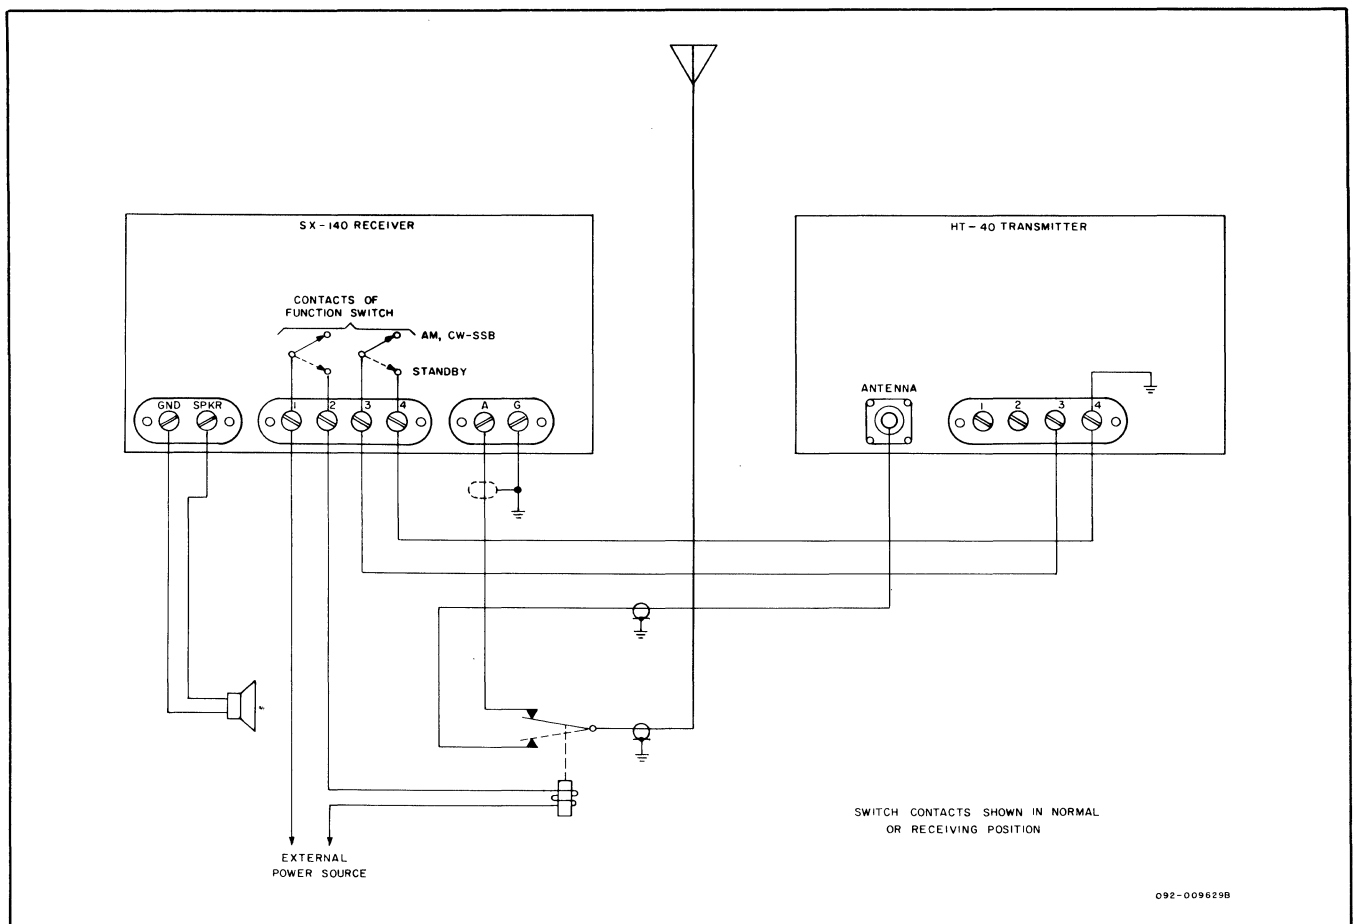 SX-140 RECEIVER
CONTACTS OF
FUNCTION SWITCH
AM, CW-SSB
STANDBY
GND SPKR
1 2 3 4
A G
HT-40 TRANSMITTER
ANTENNA
1 2 3 4
EXTERNAL
POWER SOURCE
SWITCH CONTACTS SHOWN IN NORMAL
OR RECEIVING POSITION
092-009629B